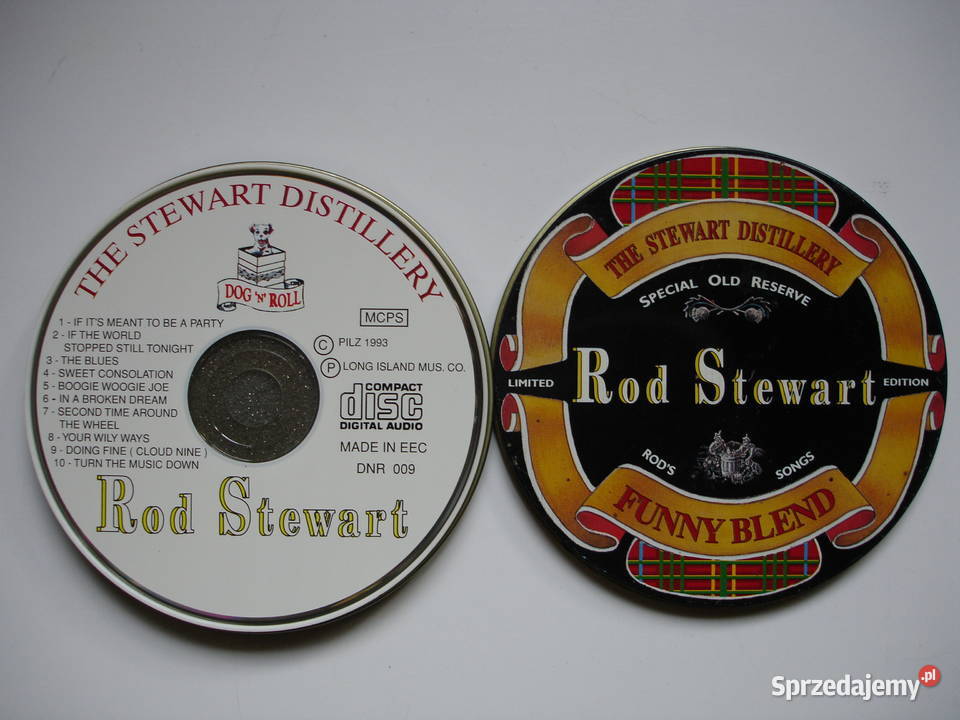 THE STEWART DISTILLERY
DOG 'N' ROLL
1 - IF IT'S MEANT TO BE A PARTY
2 - IF THE WORLD
STOPPED STILL TONIGHT
3 - THE BLUES
4 - SWEET CONSOLATION
5 - BOOGIE WOOGIE JOE
6 - IN A BROKEN DREAM
7 - SECOND TIME AROUND
THE WHEEL
8 - YOUR WILY WAYS
9 - DOING FINE ( CLOUD NINE )
10 - TURN THE MUSIC DOWN
MCPS
C PILZ 1993
P LONG ISLAND MUS. CO.
COMPACT
disc
DIGITAL AUDIO
MADE IN EEC
DNR 009
Rod Stewart
THE STEWART DISTILLERY
SPECIAL OLD RESERVE
LIMITED Rod Stewart EDITION
ROD'S SONGS
FUNNY BLEND
Sprzedajemy.pl